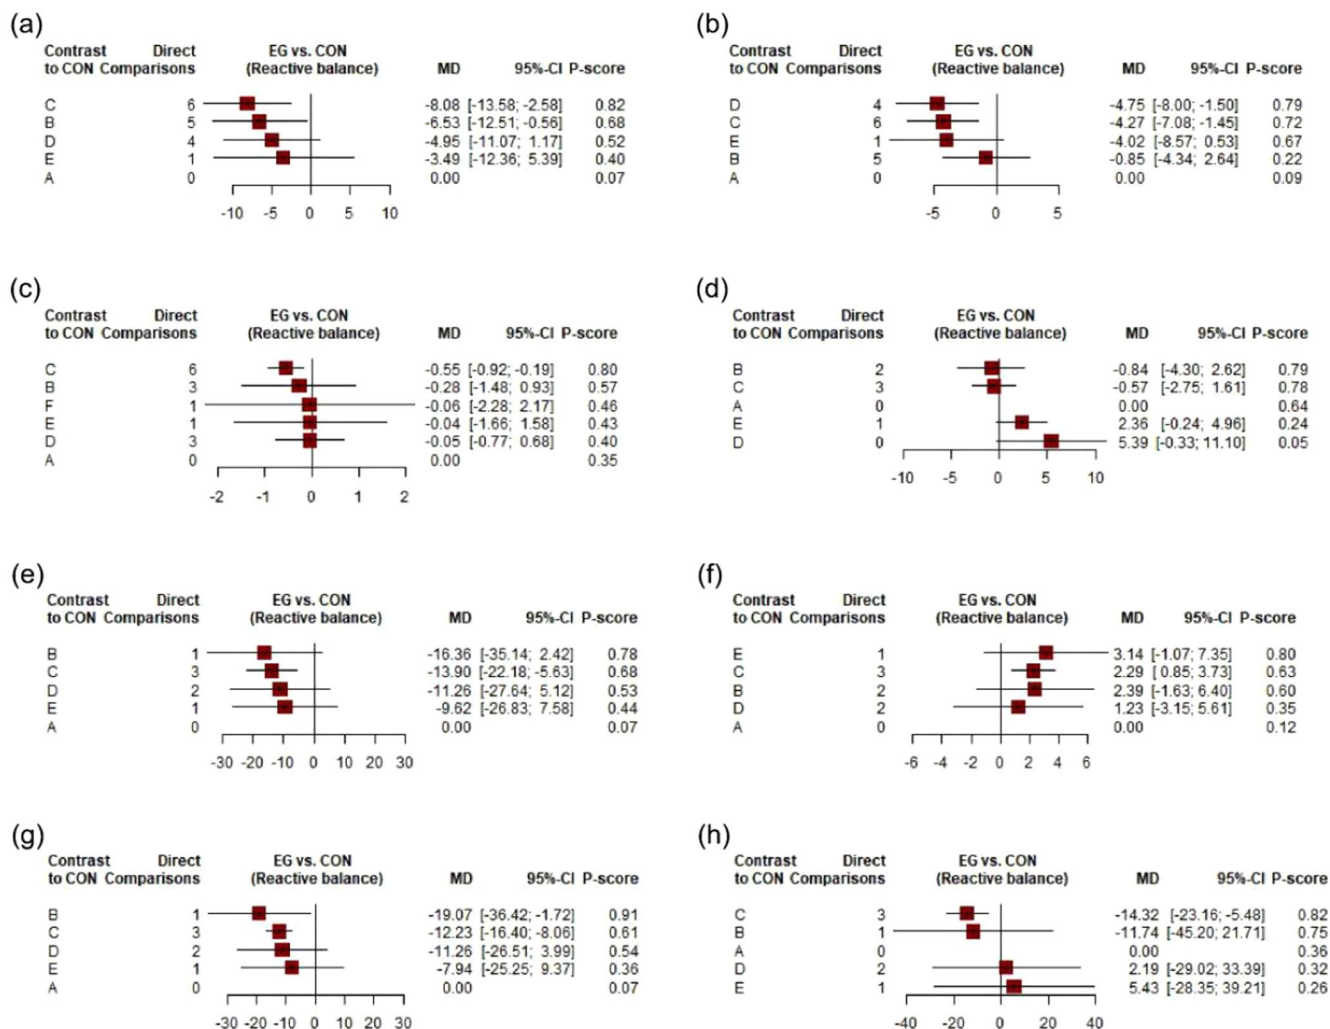 (a)
Contrast Direct EG vs. CON
to CON Comparisons (Reactive balance) MD 95%-CI P-score
C 6 -8.08 [-13.58; -2.58] 0.82
B 5 -6.53 [-12.51; -0.56] 0.68
D 4 -4.95 [-11.07; 1.17] 0.52
E 1 -3.49 [-12.36; 5.39] 0.40
A 0 0.00 0.07
-10 -5 0 5 10
(b)
Contrast Direct EG vs. CON
to CON Comparisons (Reactive balance) MD 95%-CI P-score
D 4 -4.75 [-8.00; -1.50] 0.79
C 6 -4.27 [-7.08; -1.45] 0.72
E 1 -4.02 [-8.57; 0.53] 0.67
B 5 -0.85 [-4.34; 2.64] 0.22
A 0 0.00 0.09
-5 0 5
(c)
Contrast Direct EG vs. CON
to CON Comparisons (Reactive balance) MD 95%-CI P-score
C 6 -0.55 [-0.92; -0.19] 0.80
B 3 -0.28 [-1.48; 0.93] 0.57
F 1 -0.06 [-2.28; 2.17] 0.46
E 1 -0.04 [-1.66; 1.58] 0.43
D 3 -0.05 [-0.77; 0.68] 0.40
A 0 0.00 0.35
-2 -1 0 1 2
(d)
Contrast Direct EG vs. CON
to CON Comparisons (Reactive balance) MD 95%-CI P-score
B 2 -0.84 [-4.30; 2.62] 0.79
C 3 -0.57 [-2.75; 1.61] 0.78
A 0 0.00 0.64
E 1 2.36 [-0.24; 4.96] 0.24
D 0 5.39 [-0.33; 11.10] 0.05
-10 -5 0 5 10
(e)
Contrast Direct EG vs. CON
to CON Comparisons (Reactive balance) MD 95%-CI P-score
B 1 -16.36 [-35.14; 2.42] 0.78
C 3 -13.90 [-22.18; -5.63] 0.68
D 2 -11.26 [-27.64; 5.12] 0.53
E 1 -9.62 [-26.83; 7.58] 0.44
A 0 0.00 0.07
-30 -20 -10 0 10 20 30
(f)
Contrast Direct EG vs. CON
to CON Comparisons (Reactive balance) MD 95%-CI P-score
E 1 3.14 [-1.07; 7.35] 0.80
C 3 2.29 [ 0.85; 3.73] 0.63
B 2 2.39 [-1.63; 6.40] 0.60
D 2 1.23 [-3.15; 5.61] 0.35
A 0 0.00 0.12
-6 -4 -2 0 2 4 6
(g)
Contrast Direct EG vs. CON
to CON Comparisons (Reactive balance) MD 95%-CI P-score
B 1 -19.07 [-36.42; -1.72] 0.91
C 3 -12.23 [-16.40; -8.06] 0.61
D 2 -11.26 [-26.51; 3.99] 0.54
E 1 -7.94 [-25.25; 9.37] 0.36
A 0 0.00 0.07
-30 -20 -10 0 10 20 30
(h)
Contrast Direct EG vs. CON
to CON Comparisons (Reactive balance) MD 95%-CI P-score
C 3 -14.32 [-23.16; -5.48] 0.82
B 1 -11.74 [-45.20; 21.71] 0.75
A 0 0.00 0.36
D 2 2.19 [-29.02; 33.39] 0.32
E 1 5.43 [-28.35; 39.21] 0.26
-40 -20 0 20 40